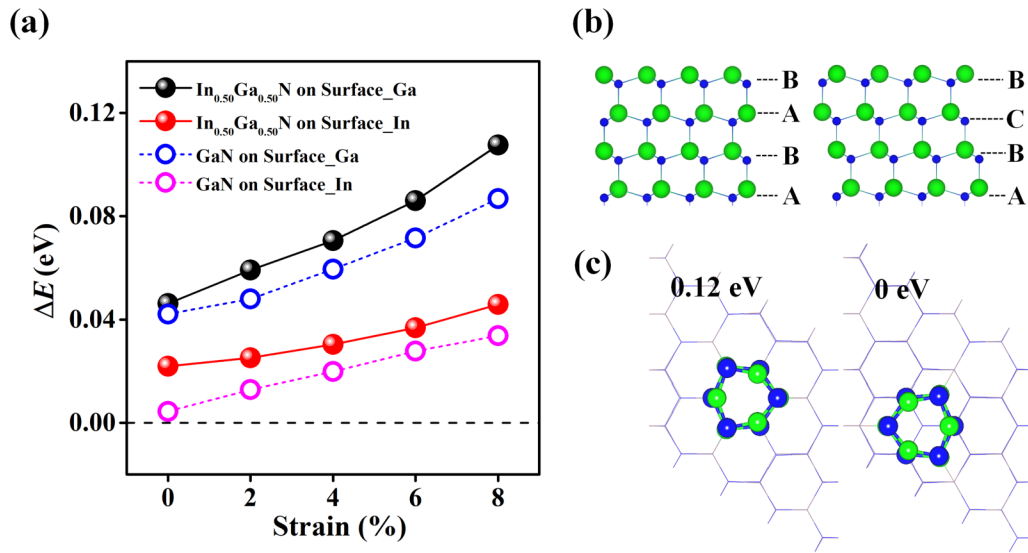 (a)
In0.50Ga0.50N on Surface_Ga
In0.50Ga0.50N on Surface_In
GaN on Surface_Ga
GaN on Surface_In
0.12
0.08
0.04
0.00
ΔE (eV)
0 2 4 6 8
Strain (%)
(b)
B
A
B
A
B
C
B
A
(c)
0.12 eV
0 eV